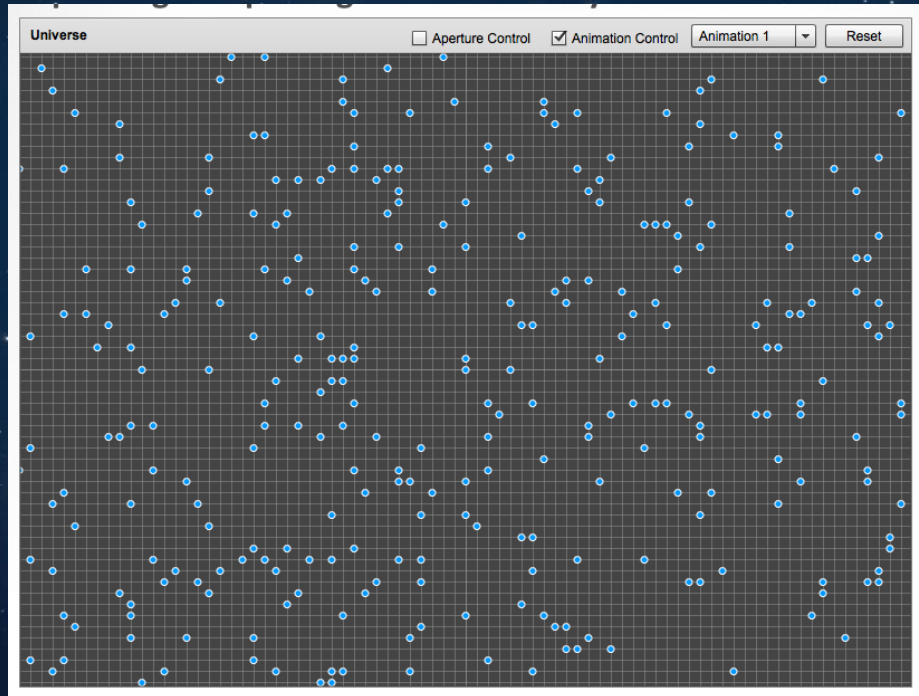 Universe
Aperture Control
Animation Control
Animation 1
Reset